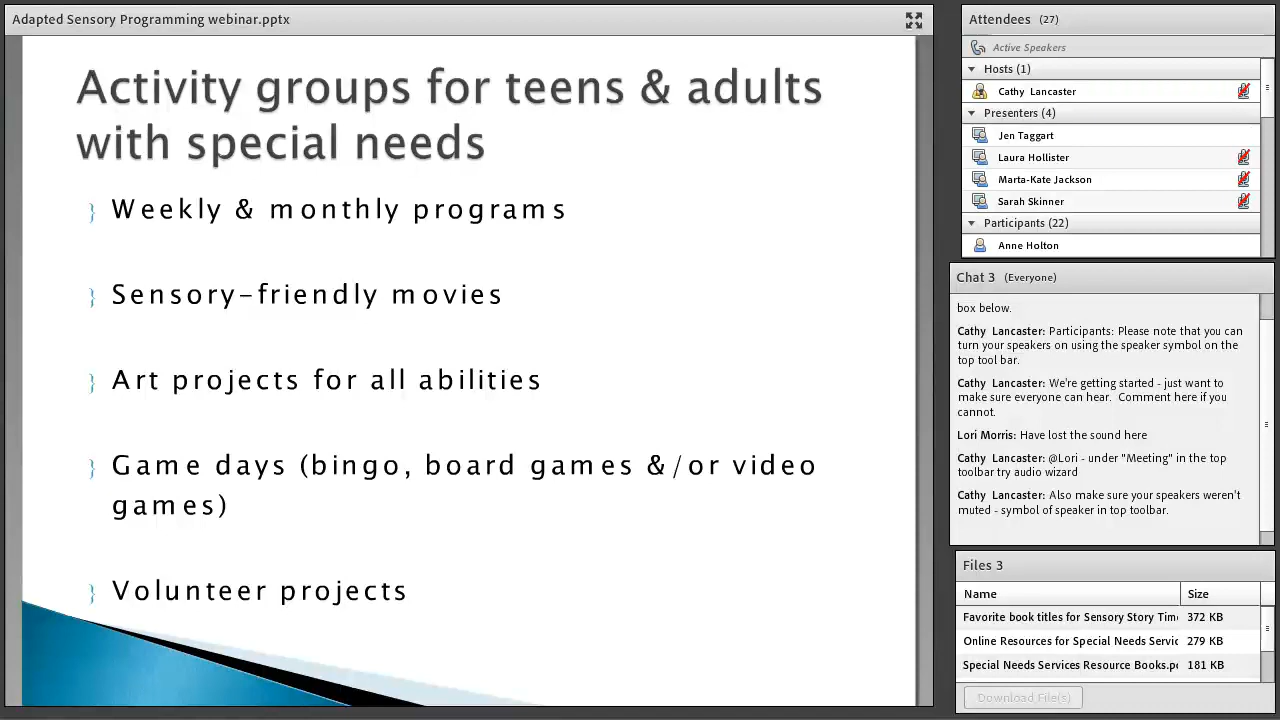 Adapted Sensory Programming webinar.pptx
Activity groups for teens & adults
with special needs
Weekly & monthly programs
Sensory-friendly movies
Art projects for all abilities
Game days (bingo, board games &/or video
games)
Volunteer projects
Attendees (27)
Active Speakers
Hosts (1)
Cathy Lancaster
Presenters (4)
Jen Taggart
Laura Hollister
Marta-Kate Jackson
Sarah Skinner
Participants (22)
Anne Holton
Chat 3 (Everyone)
box below.
Cathy Lancaster: Participants: Please note that you can
turn your speakers on using the speaker symbol on the
top tool bar.
Cathy Lancaster: We're getting started - just want to
make sure everyone can hear. Comment here if you
cannot.
Lori Morris: Have lost the sound here
Cathy Lancaster: @Lori - under "Meeting" in the top
toolbar try audio wizard
Cathy Lancaster: Also make sure your speakers weren't
muted - symbol of speaker in top toolbar.
Files 3
Name Size
Favorite book titles for Sensory Story Tim 372 KB
Online Resources for Special Needs Servic 279 KB
Special Needs Services Resource Books.p 181 KB
Download File(s)